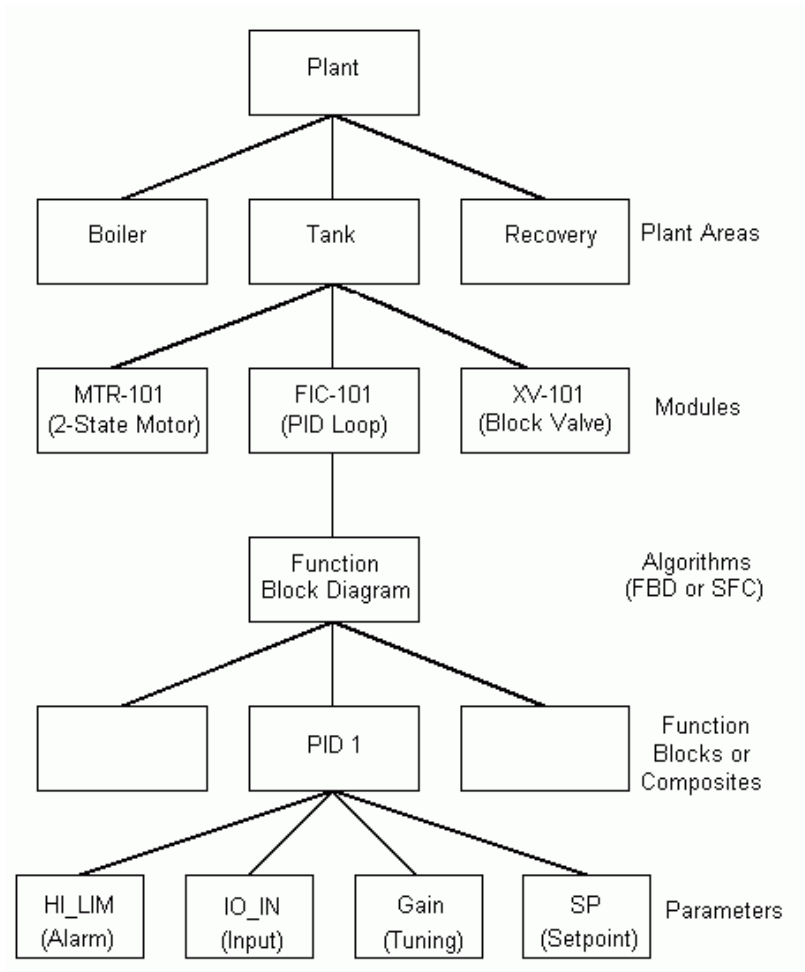 Plant
Boiler
Tank
Recovery
Plant Areas
MTR-101
(2-State Motor)
FIC-101
(PID Loop)
XV-101
(Block Valve)
Modules
Function
Block Diagram
Algorithms
(FBD or SFC)
PID 1
Function
Blocks or
Composites
HI_LIM
(Alarm)
IO_IN
(Input)
Gain
(Tuning)
SP
(Setpoint)
Parameters